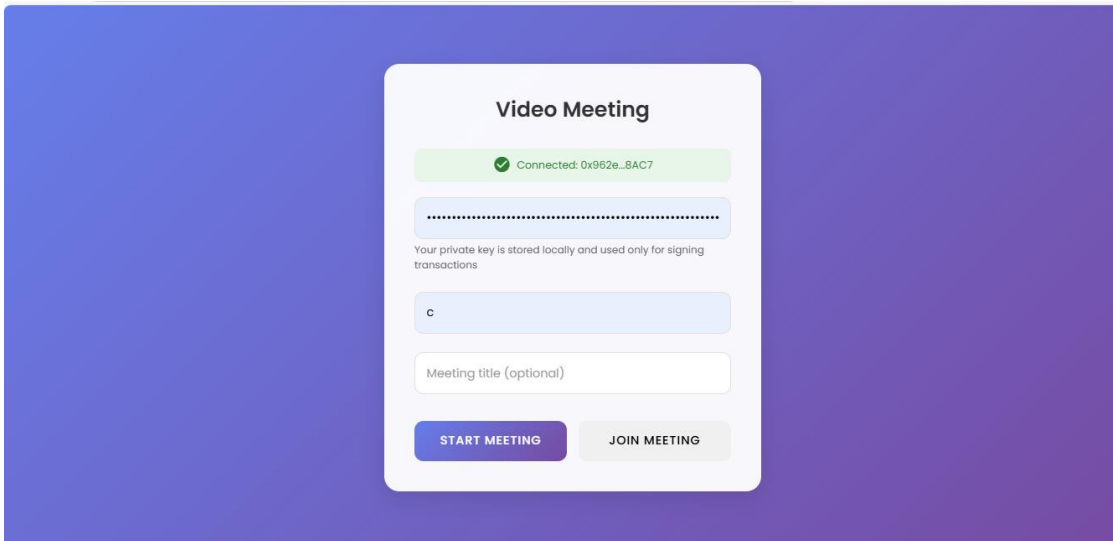 Video Meeting
Connected: 0x962e...8AC7
Your private key is stored locally and used only for signing
transactions
c
Meeting title (optional)
START MEETING
JOIN MEETING